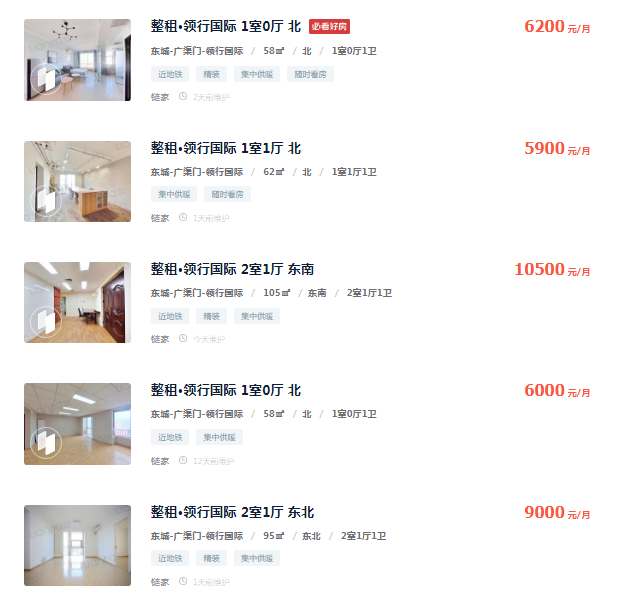 整租·领行国际 1室0厅 北 必看好房
6200 元/月
东城-广渠门-领行国际 / 58㎡ / 北 / 1室0厅1卫
近地铁 精装 集中供暖 随时看房
链家 2天前维护
整租·领行国际 1室1厅 北
5900 元/月
东城-广渠门-领行国际 / 62㎡ / 北 / 1室1厅1卫
集中供暖 随时看房
链家 1天前维护
整租·领行国际 2室1厅 东南
10500 元/月
东城-广渠门-领行国际 / 105㎡ / 东南 / 2室1厅1卫
近地铁 精装 集中供暖
链家 今天维护
整租·领行国际 1室0厅 北
6000 元/月
东城-广渠门-领行国际 / 58㎡ / 北 / 1室0厅1卫
近地铁 集中供暖
链家 12天前维护
整租·领行国际 2室1厅 东北
9000 元/月
东城-广渠门-领行国际 / 95㎡ / 东北 / 2室1厅1卫
近地铁 精装 集中供暖
链家 1天前维护